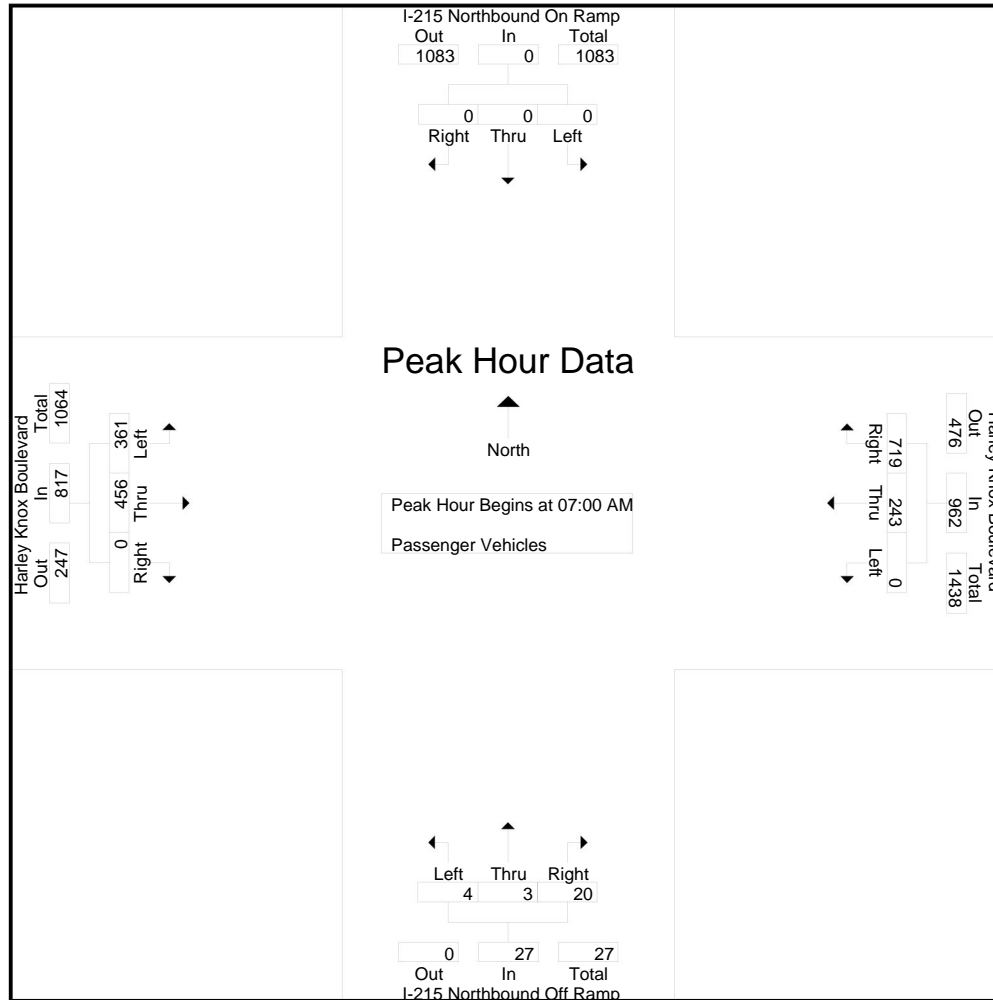 I-215 Northbound On Ramp
Out In Total
1083 0 1083
0 0 0
Right Thru Left
Peak Hour Data
North
Peak Hour Begins at 07:00 AM
Passenger Vehicles
Harley Knox Boulevard
Out In Total
247 817 1064
361 456 0
Left Thru Right
Harley Knox Boulevard
Out In Total
476 962 1438
719 243 0
Right Thru Left
Left Thru Right
4 3 20
0 27 27
Out In Total
I-215 Northbound Off Ramp